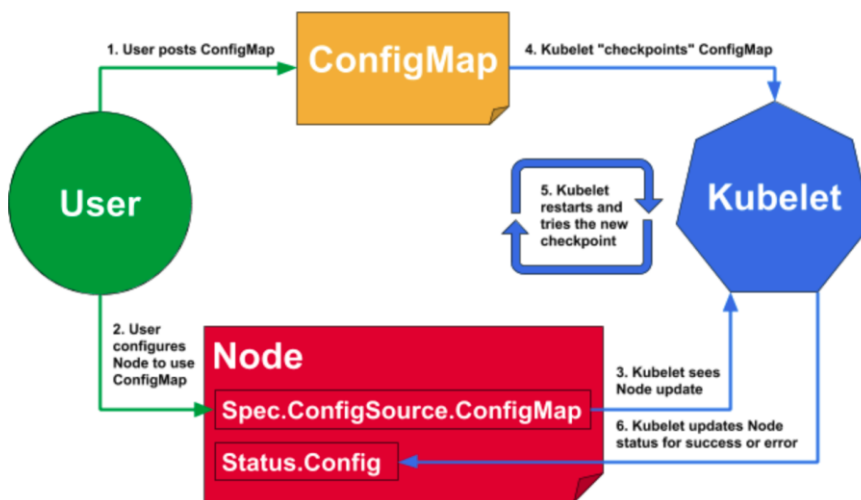 1. User posts ConfigMap
ConfigMap
4. Kubelet "checkpoints" ConfigMap
User
5. Kubelet
restarts and
tries the new
checkpoint
Kubelet
2. User
configures
Node to use
ConfigMap
Node
Spec.ConfigSource.ConfigMap
3. Kubelet sees
Node update
Status.Config
6. Kubelet updates Node
status for success or error